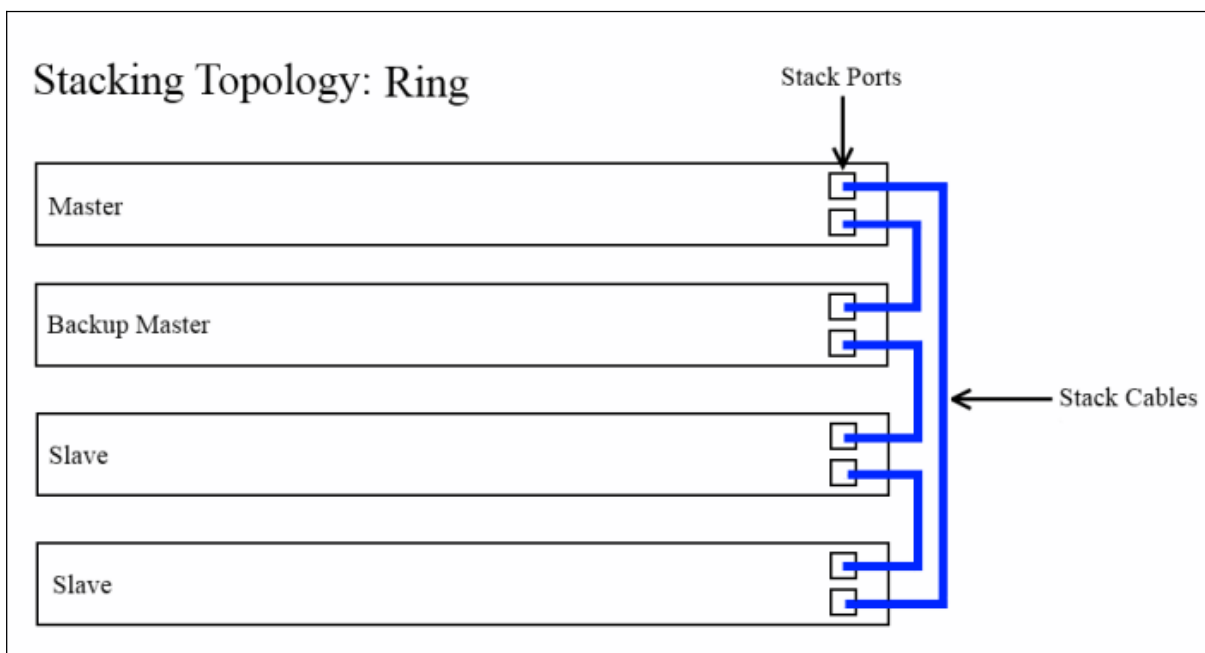 Stacking Topology: Ring
Stack Ports
Master
Backup Master
Stack Cables
Slave
Slave